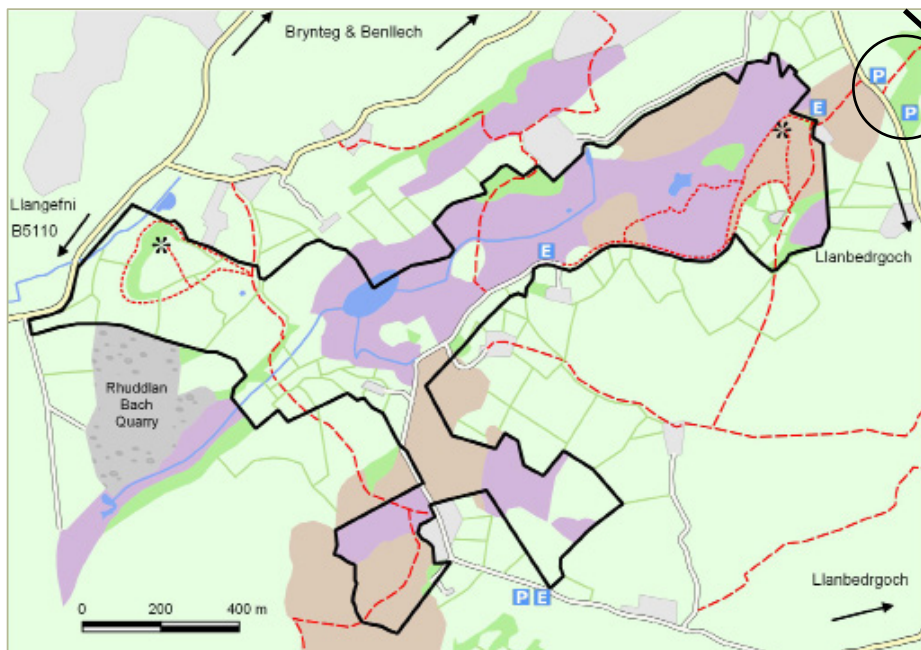 Brynteg & Benllech
P
E
P
Llangefni
B5110
E
Llanbedrgoch
Rhuddlan
Bach
Quarry
Llanbedrgoch
P E
0 200 400 m